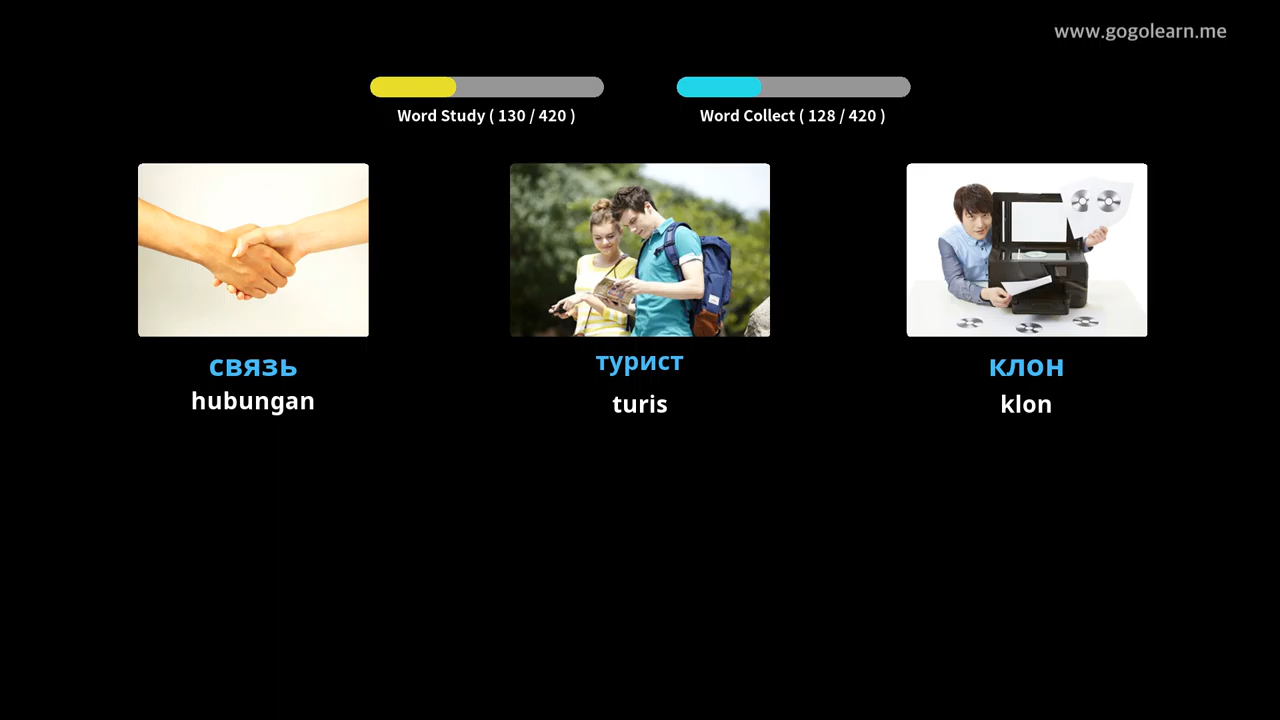 www.gogolearn.me
Word Study ( 130 / 420 )
Word Collect ( 128 / 420 )
связь
турист
клон
hubungan
turis
klon